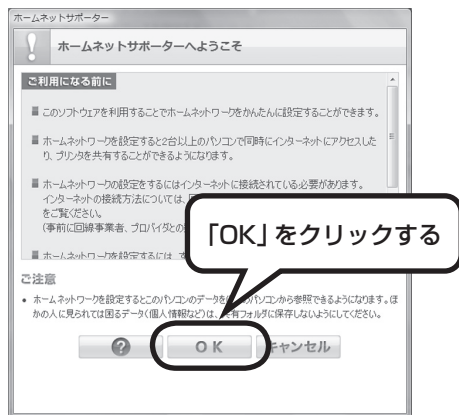 ホームネットサポーター
ホームネットサポーターへようこそ
ご利用になる前に
このソフトウェアを利用することでホームネットワークをかんたんに設定することができます。
ホームネットワークを設定すると2台以上のパソコンで同時にインターネットにアクセスした
り、プリンタを共有することができるようになります。
ホームネットワークの設定をするにはインターネットに接続されている必要があります。
インターネットの接続方法については、
をご覧ください。
(事前に回線事業者、プロバイダとの
ホームネットワークを設定するには、
「OK」をクリックする
ご注意
• ホームネットワークを設定するとこのパソコンのデータを パソコンから参照できるようになります。ほ
かの人に見られては困るデータ(個人情報など)は、共有フォルダに保存しないようにしてください。
?
OK
キャンセル